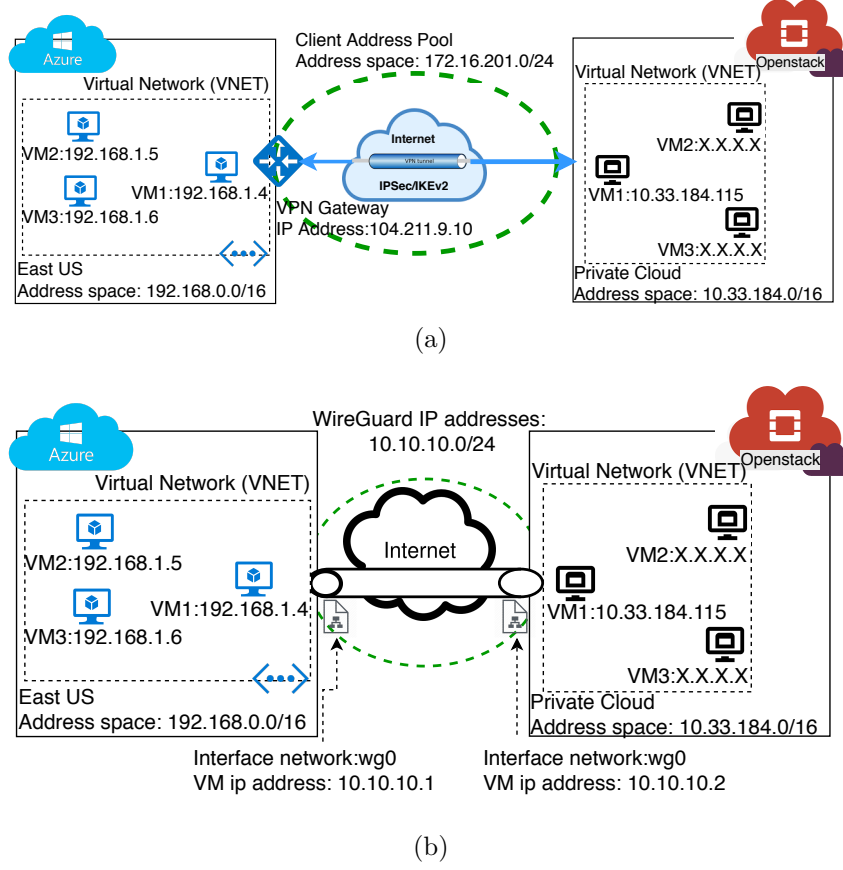 Azure
Client Address Pool
Address space: 172.16.201.0/24
Openstack
Virtual Network (VNET)
Virtual Network (VNET)
VM2:192.168.1.5
Internet
VM2:X.X.X.X
VPN tunnel
VM1:192.168.1.4
IPSec/IKEv2
VM1:10.33.184.115
VM3:192.168.1.6
VPN Gateway
IP Address:104.211.9.10
VM3:X.X.X.X
East US
Address space: 192.168.0.0/16
Private Cloud
Address space: 10.33.184.0/16
(a)
Azure
WireGuard IP addresses:
10.10.10.0/24
Openstack
Virtual Network (VNET)
Virtual Network (VNET)
VM2:192.168.1.5
Internet
VM2:X.X.X.X
VM1:192.168.1.4
VM1:10.33.184.115
VM3:192.168.1.6
VM3:X.X.X.X
East US
Address space: 192.168.0.0/16
Private Cloud
Address space: 10.33.184.0/16
Interface network:wg0
VM ip address: 10.10.10.1
Interface network:wg0
VM ip address: 10.10.10.2
(b)